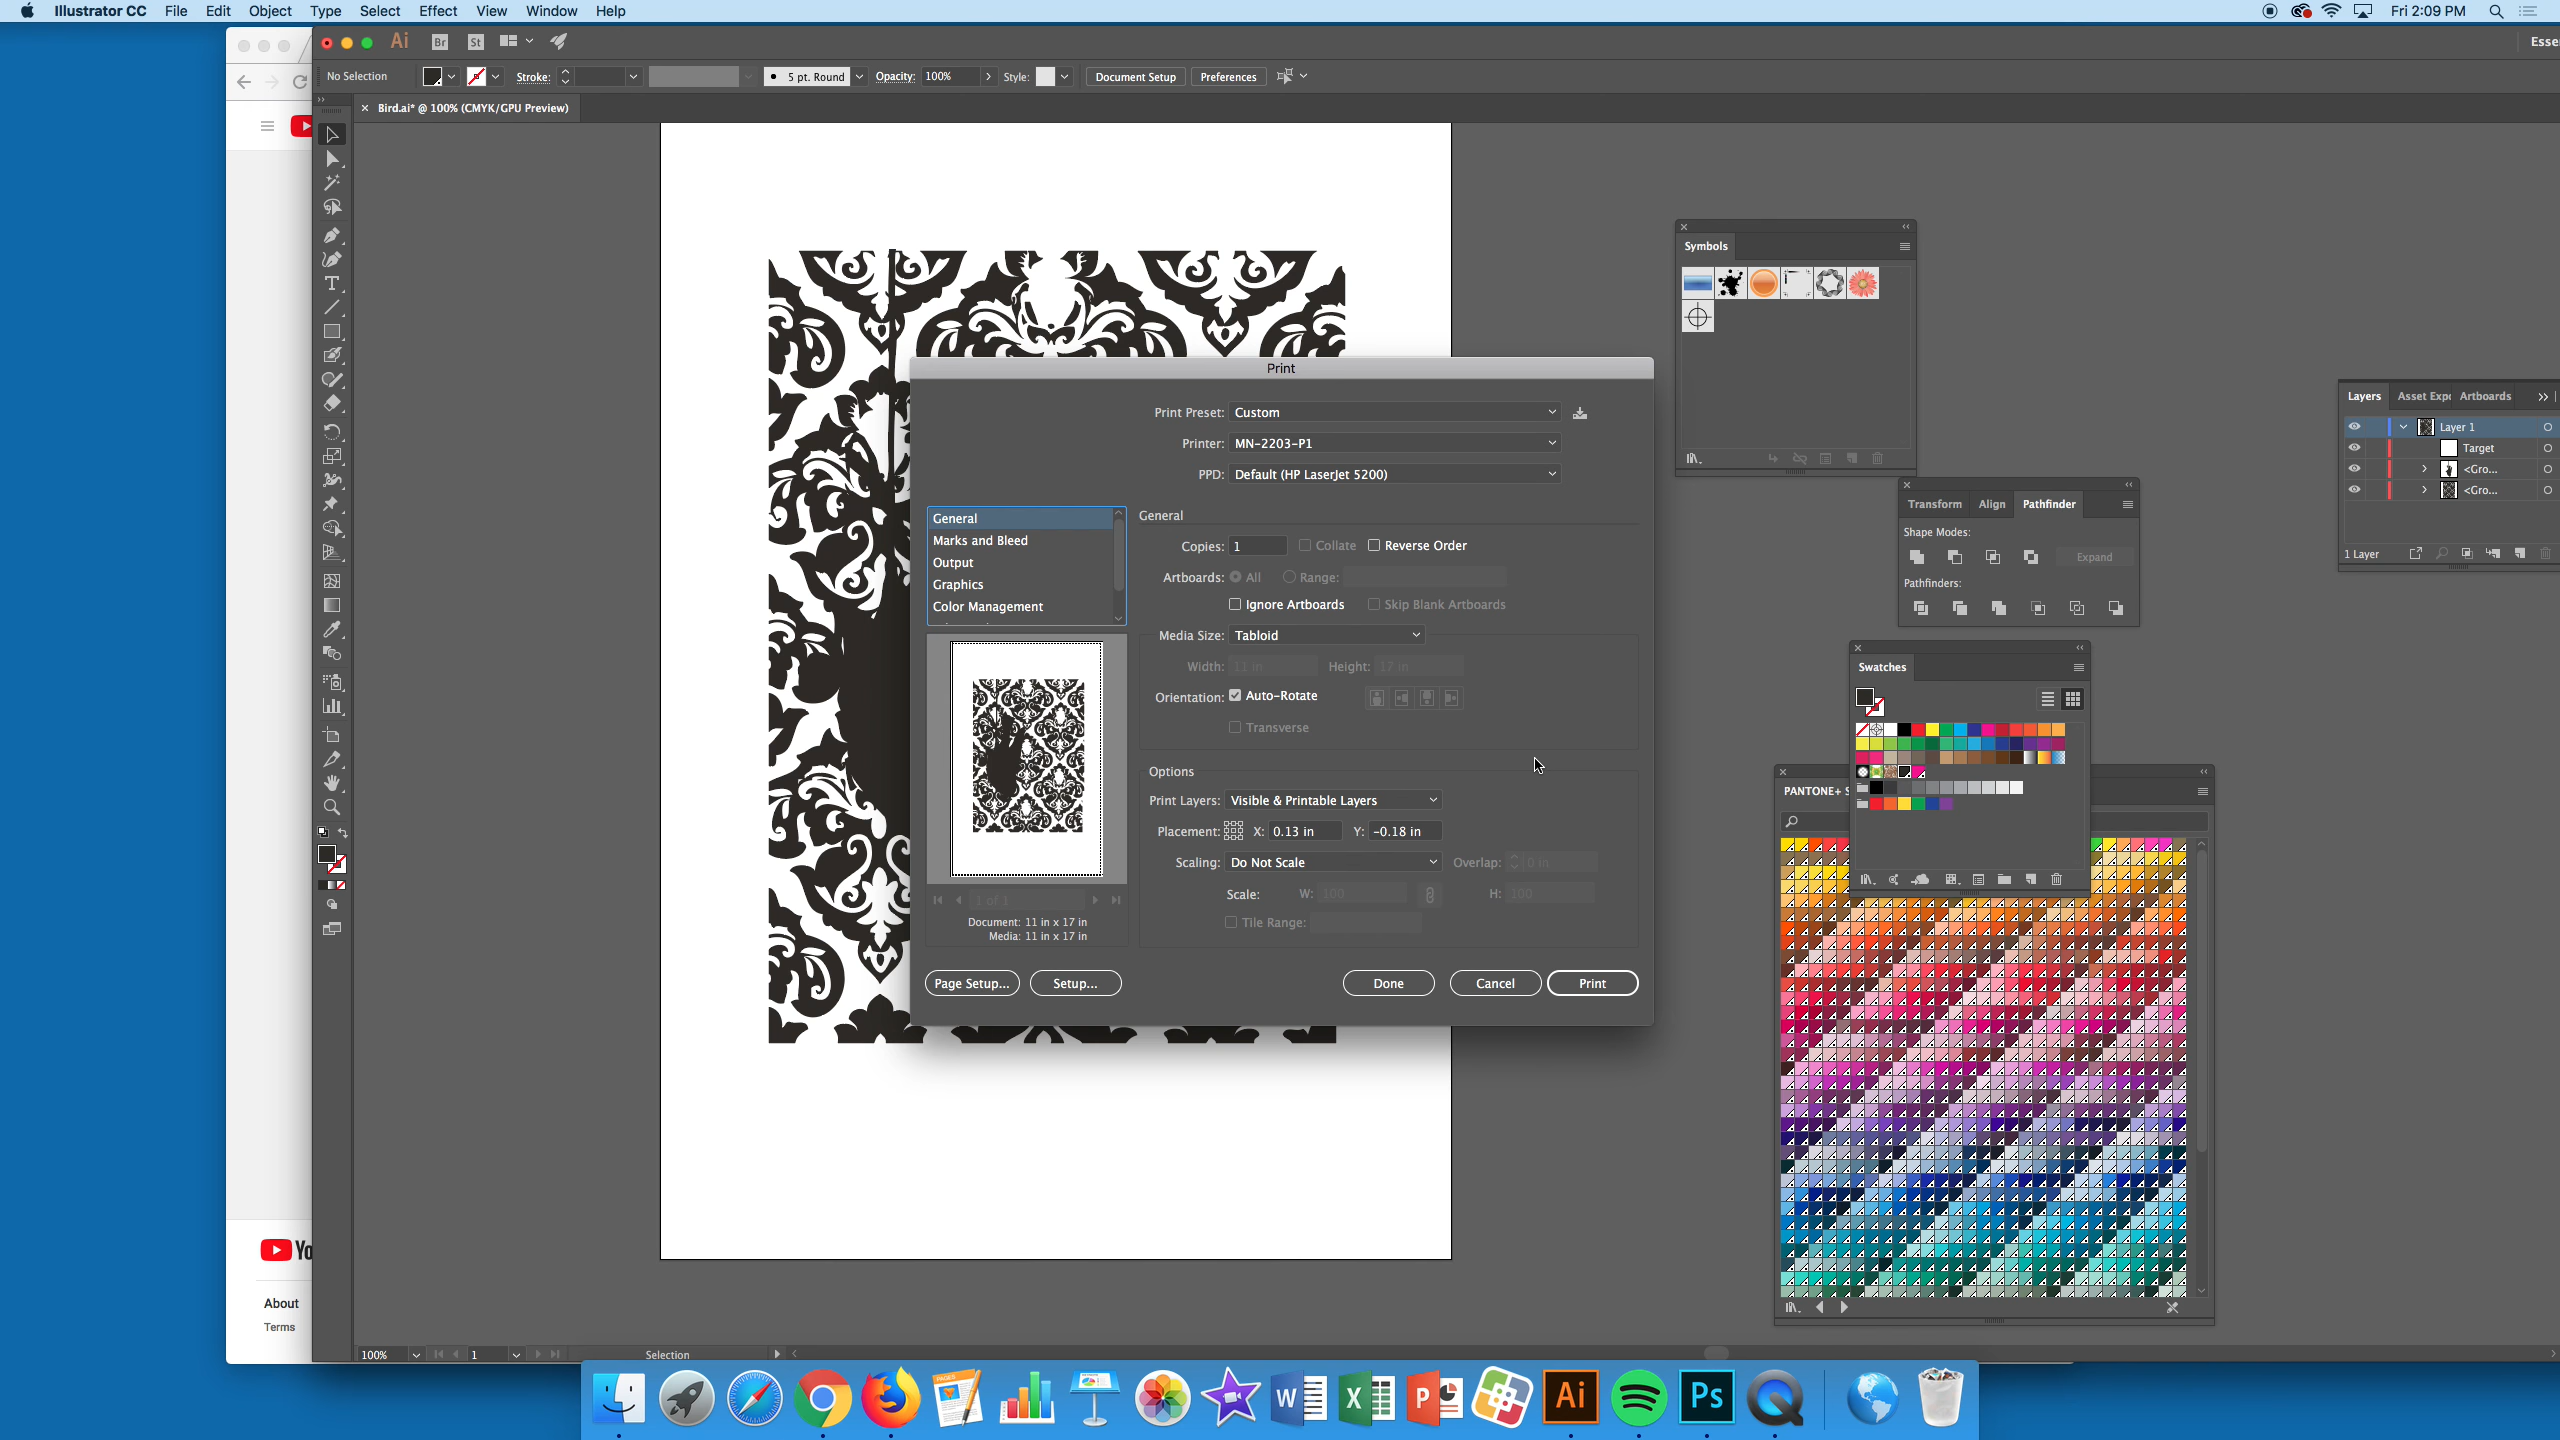 Illustrator CC File Edit Object Type Select Effect View Window Help
Fri 2:09 PM
Ai Br St
Esse
No Selection
Stroke:
5 pt. Round
Opacity: 100%
Style:
Document Setup
Preferences
Bird.ai* @ 100% (CMYK/GPU Preview)
Print
Print Preset: Custom
Printer: MN-2203-P1
PPD: Default (HP LaserJet 5200)
General
Marks and Bleed
Output
Graphics
Color Management
General
Copies: 1
Collate
Reverse Order
Artboards: All
Range:
Ignore Artboards
Skip Blank Artboards
Media Size: Tabloid
Width: 11 in
Height: 17 in
Orientation: Auto-Rotate
Transverse
Options
Print Layers: Visible & Printable Layers
Placement: X: 0.13 in Y: -0.18 in
Scaling: Do Not Scale
Overlap: 0 in
Scale: W: 100 H: 100
Tile Range:
1 of 1
Document: 11 in x 17 in
Media: 11 in x 17 in
Page Setup...
Setup...
Done
Cancel
Print
Symbols
Transform Align Pathfinder
Shape Modes:
Expand
Pathfinders:
Swatches
PANTONE+ S
Layers Asset Expo Artboards
Layer 1
Target
<Gro...
<Gro...
1 Layer
About
Terms
100%
1
Selection
W X P Ai Ps